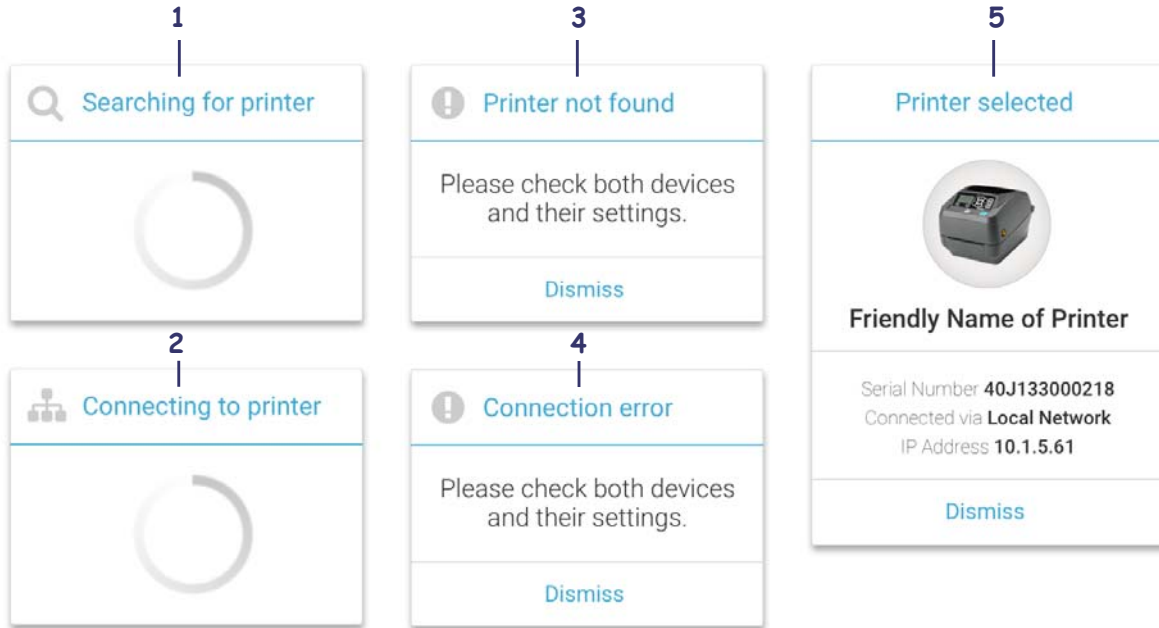 1
Searching for printer
2
Connecting to printer
3
Printer not found
Please check both devices
and their settings.
Dismiss
4
Connection error
Please check both devices
and their settings.
Dismiss
5
Printer selected
Friendly Name of Printer
Serial Number 40J133000218
Connected via Local Network
IP Address 10.1.5.61
Dismiss